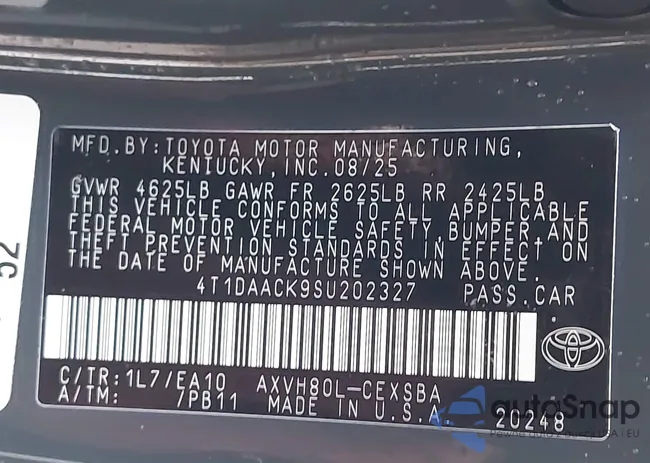 MFD.BY:TOYOTA MOTOR MANUFACTURING,
KENTUCKY,INC.08/25
GVWR 4625LB GAWR FR 2625LB RR 2425LB
THIS VEHICLE CONFORMS TO ALL APPLICABLE
FEDERAL MOTOR VEHICLE SAFETY BUMPER,AND
THEFT PREVENTION STANDARDS IN EFFECT ON
THE DATE OF MANUFACTURE SHOWN ABOVE.
4T1DAACK9SU202327 PASS.CAR
C/TR:1L7/EA10 AXVH80L-CEXSBA
A/TM: /PB11 MADE IN U.S.A
20248
52
autoSnap